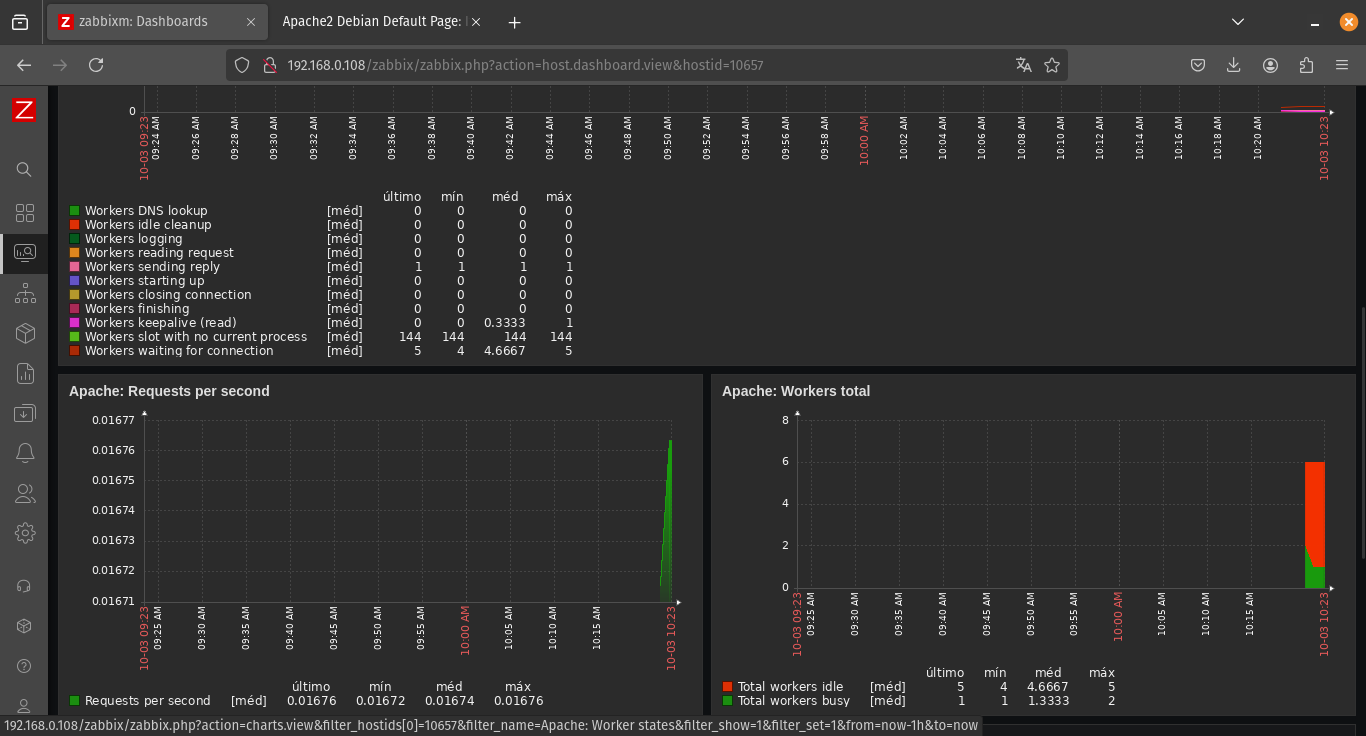 zabbixm: Dashboards
Apache2 Debian Default Page:
192.168.0.108/zabbix/zabbix.php?action=host.dashboard.view&hostid=10657
Z
0
10-03 09:23 09:24 AM 09:26 AM 09:28 AM 09:30 AM 09:32 AM 09:34 AM 09:36 AM 09:38 AM 09:40 AM 09:42 AM 09:44 AM 09:46 AM 09:48 AM 09:50 AM 09:52 AM 09:54 AM 09:56 AM 09:58 AM 10:00 AM 10:02 AM 10:04 AM 10:06 AM 10:08 AM 10:10 AM 10:12 AM 10:14 AM 10:16 AM 10:18 AM 10:20 AM 10-03 10:23
último mín méd máx
Workers DNS lookup [méd] 0 0 0 0
Workers idle cleanup [méd] 0 0 0 0
Workers logging [méd] 0 0 0 0
Workers reading request [méd] 0 0 0 0
Workers sending reply [méd] 1 1 1 1
Workers starting up [méd] 0 0 0 0
Workers closing connection [méd] 0 0 0 0
Workers finishing [méd] 0 0 0 0
Workers keepalive (read) [méd] 0 0 0.3333 1
Workers slot with no current process [méd] 144 144 144 144
Workers waiting for connection [méd] 5 4 4.6667 5
Apache: Requests per second
0.01677
0.01676
0.01675
0.01674
0.01673
0.01672
0.01671
10-03 09:23 09:25 AM 09:30 AM 09:35 AM 09:40 AM 09:45 AM 09:50 AM 09:55 AM 10:00 AM 10:05 AM 10:10 AM 10:15 AM 10-03 10:23
último mín méd máx
Requests per second [méd] 0.01676 0.01672 0.01674 0.01676
Apache: Workers total
8
6
4
2
0
10-03 09:23 09:25 AM 09:30 AM 09:35 AM 09:40 AM 09:45 AM 09:50 AM 09:55 AM 10:00 AM 10:05 AM 10:10 AM 10:15 AM 10-03 10:23
último mín méd máx
Total workers idle [méd] 5 4 4.6667 5
Total workers busy [méd] 1 1 1.3333 2
192.168.0.108/zabbix/zabbix.php?action=charts.view&filter_hostids[0]=10657&filter_name=Apache: Worker states&filter_show=1&filter_set=1&from=now-1h&to=now